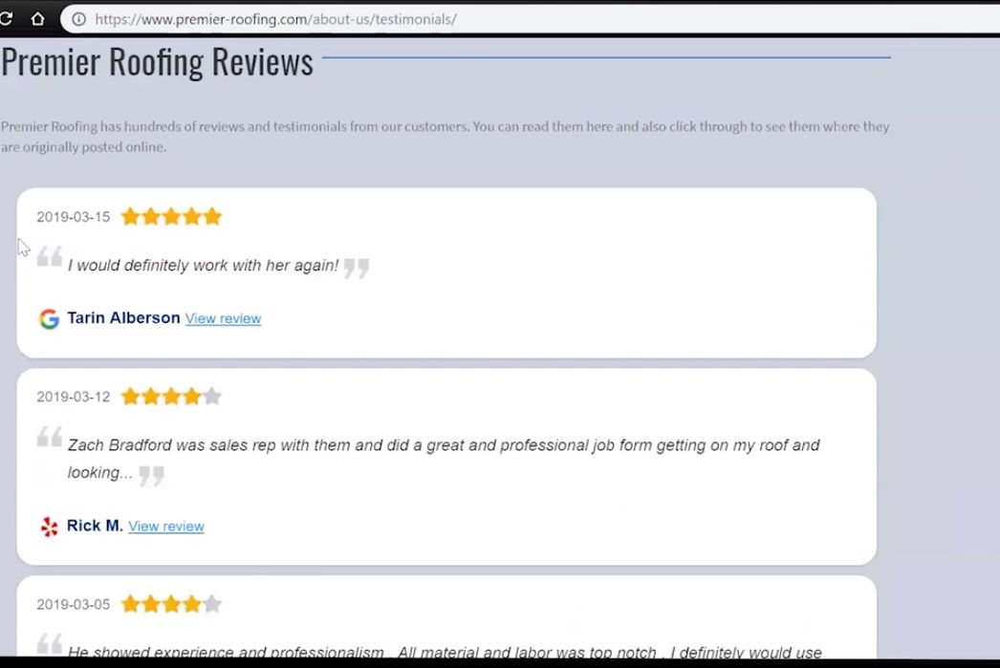 https://www.premier-roofing.com/about-us/testimonials/
Premier Roofing Reviews
Premier Roofing has hundreds of reviews and testimonials from our customers. You can read them here and also click through to see them where they
are originally posted online.
2019-03-15
“ I would definitely work with her again! ”
Tarin Alberson View review
2019-03-12
“ Zach Bradford was sales rep with them and did a great and professional job form getting on my roof and
looking... ”
Rick M. View review
2019-03-05
“ He showed experience and professionalism . All material and labor was top notch . I definitely would use